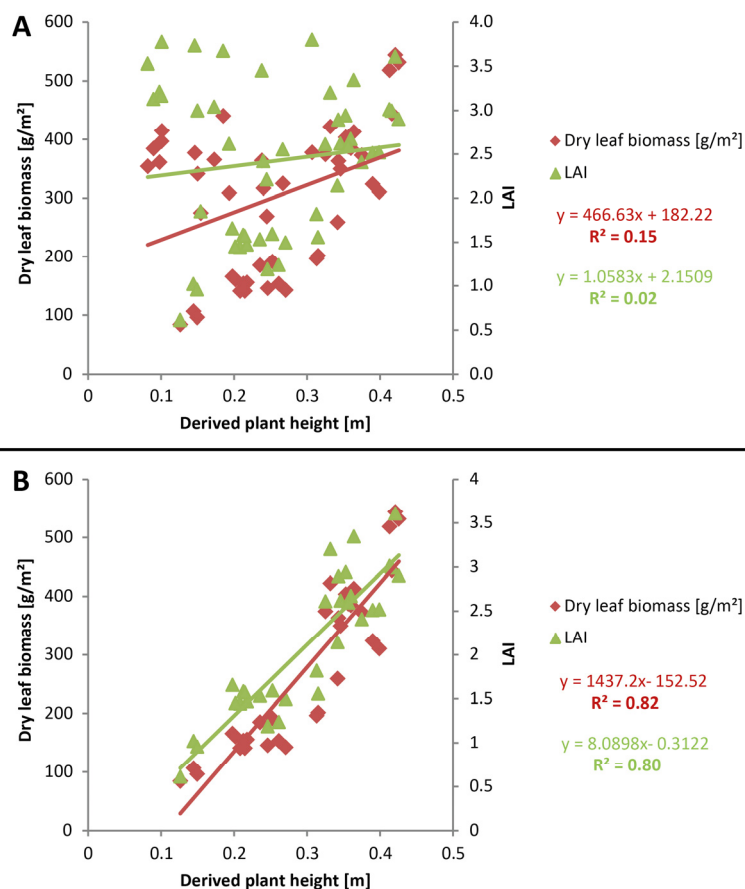 A
600
500
400
300
200
100
0
Dry leaf biomass [g/m²]
4.0
3.5
3.0
2.5
2.0
1.5
1.0
0.5
0.0
LAI
0 0.1 0.2 0.3 0.4 0.5
Derived plant height [m]
Dry leaf biomass [g/m²]
LAI
y = 466.63x + 182.22
R² = 0.15
y = 1.0583x + 2.1509
R² = 0.02
B
600
500
400
300
200
100
0
Dry leaf biomass [g/m²]
4
3.5
3
2.5
2
1.5
1
0.5
0
LAI
0 0.1 0.2 0.3 0.4 0.5
Derived plant height [m]
Dry leaf biomass [g/m²]
LAI
y = 1437.2x- 152.52
R² = 0.82
y = 8.0898x- 0.3122
R² = 0.80